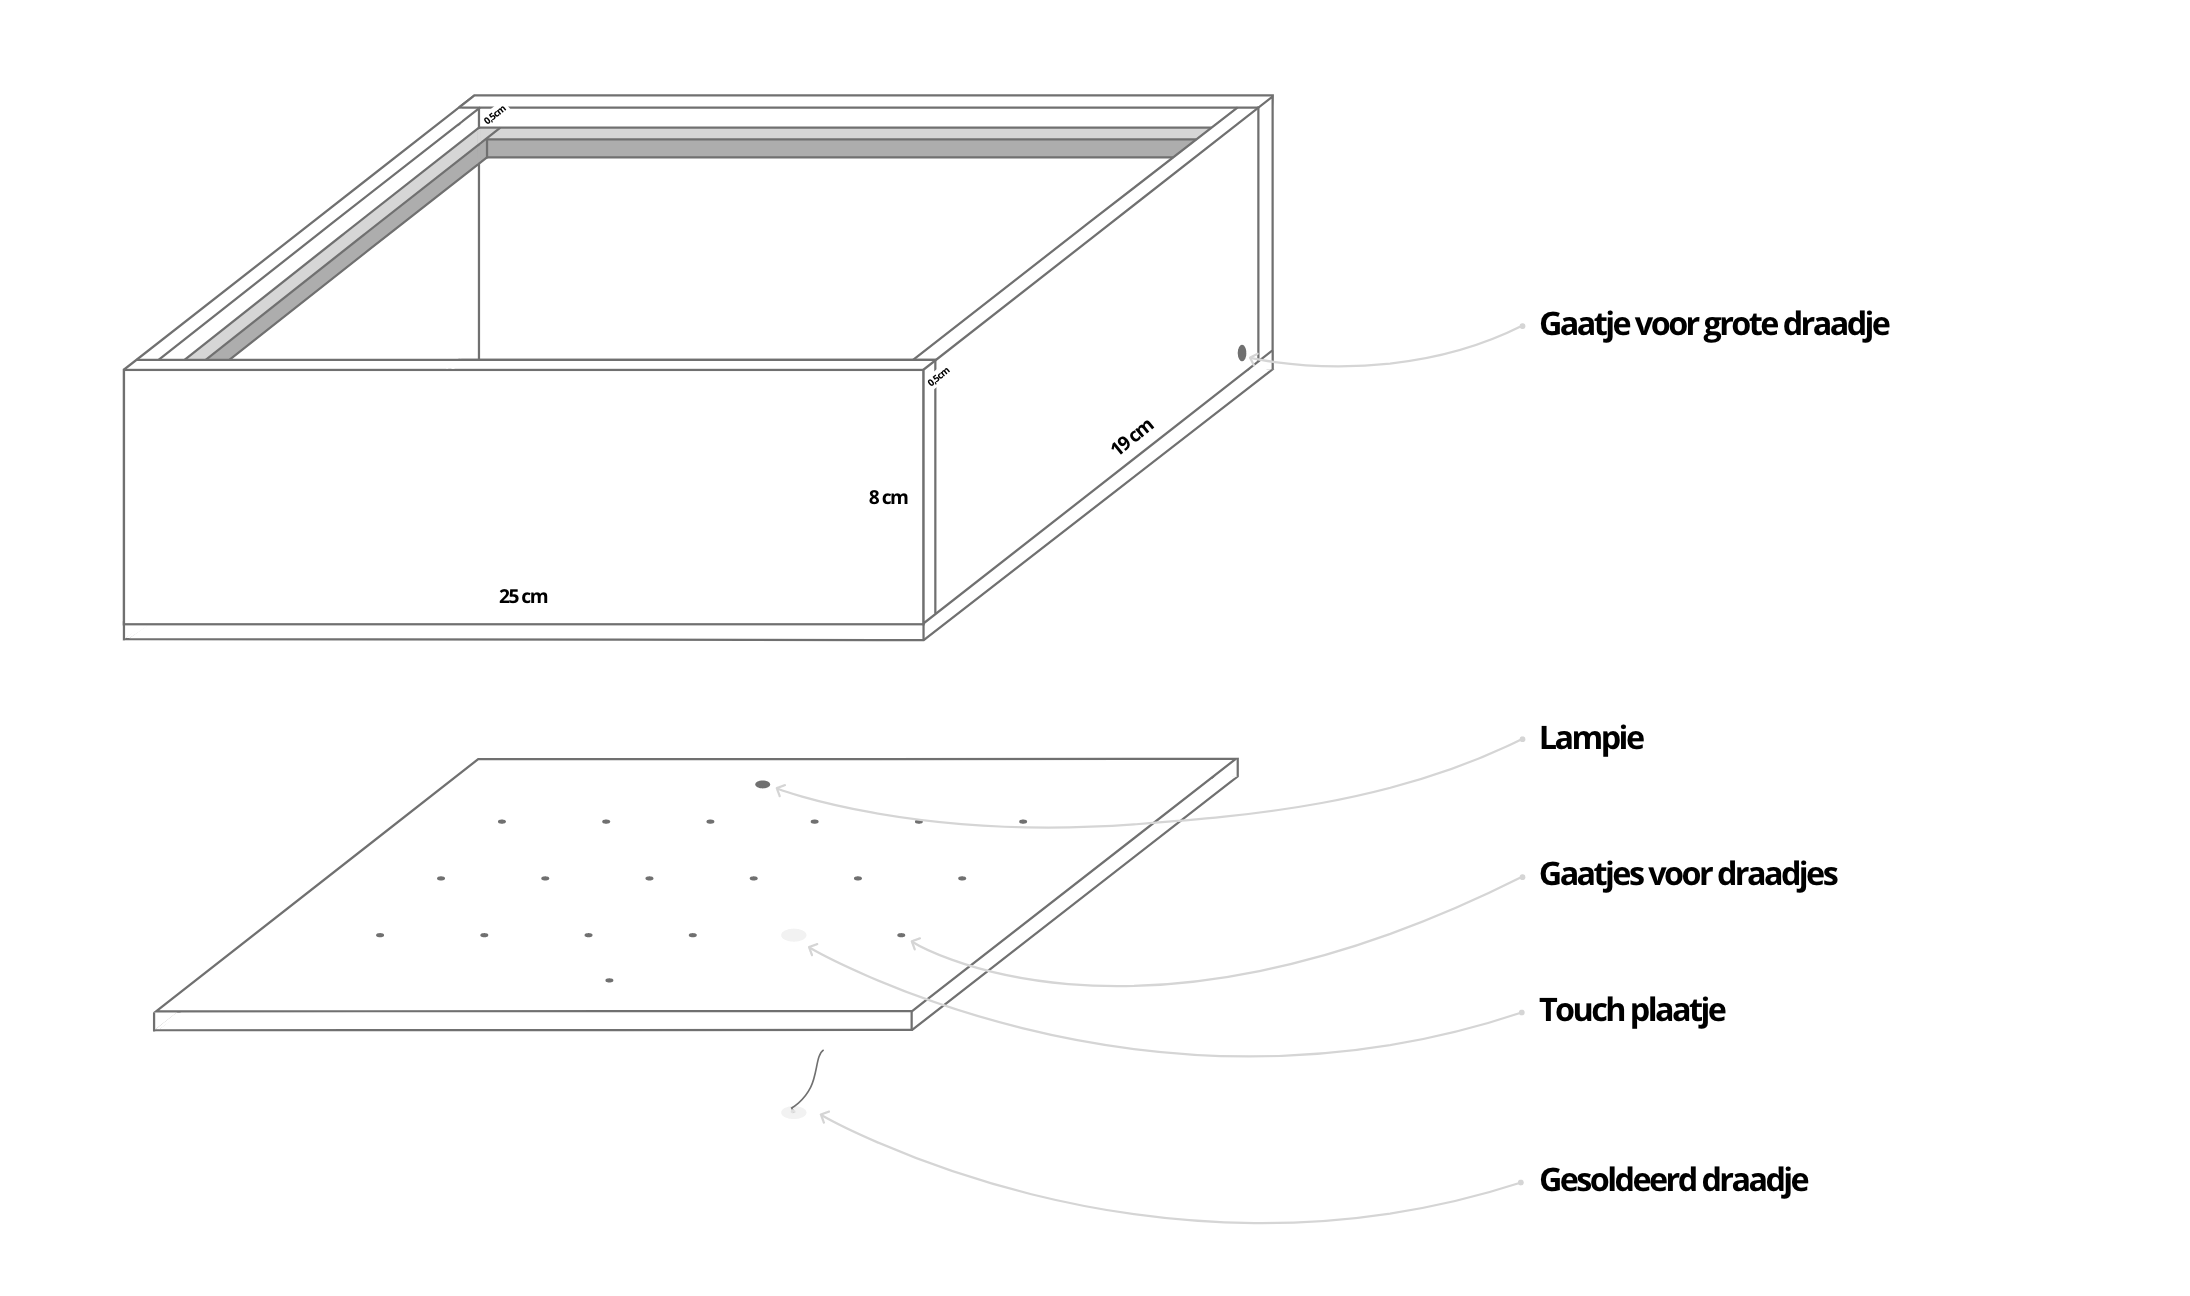 0,5cm
Gaatje voor grote draadje
0,5cm
19 cm
8 cm
25 cm
Lampie
Gaatjes voor draadjes
Touch plaatje
Gesoldeerd draadje